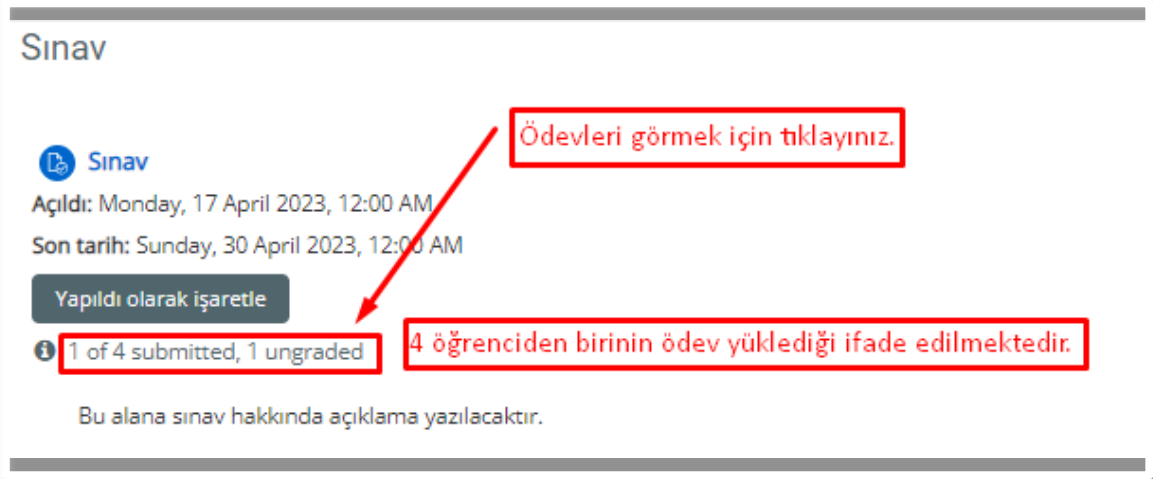 Sınav
Ödevleri görmek için tıklayınız.
Sınav
Açıldı: Monday, 17 April 2023, 12:00 AM
Son tarih: Sunday, 30 April 2023, 12:00 AM
Yapıldı olarak işaretle
1 of 4 submitted, 1 ungraded
4 öğrenciden birinin ödev yüklediği ifade edilmektedir.
Bu alana sınav hakkında açıklama yazılacaktır.